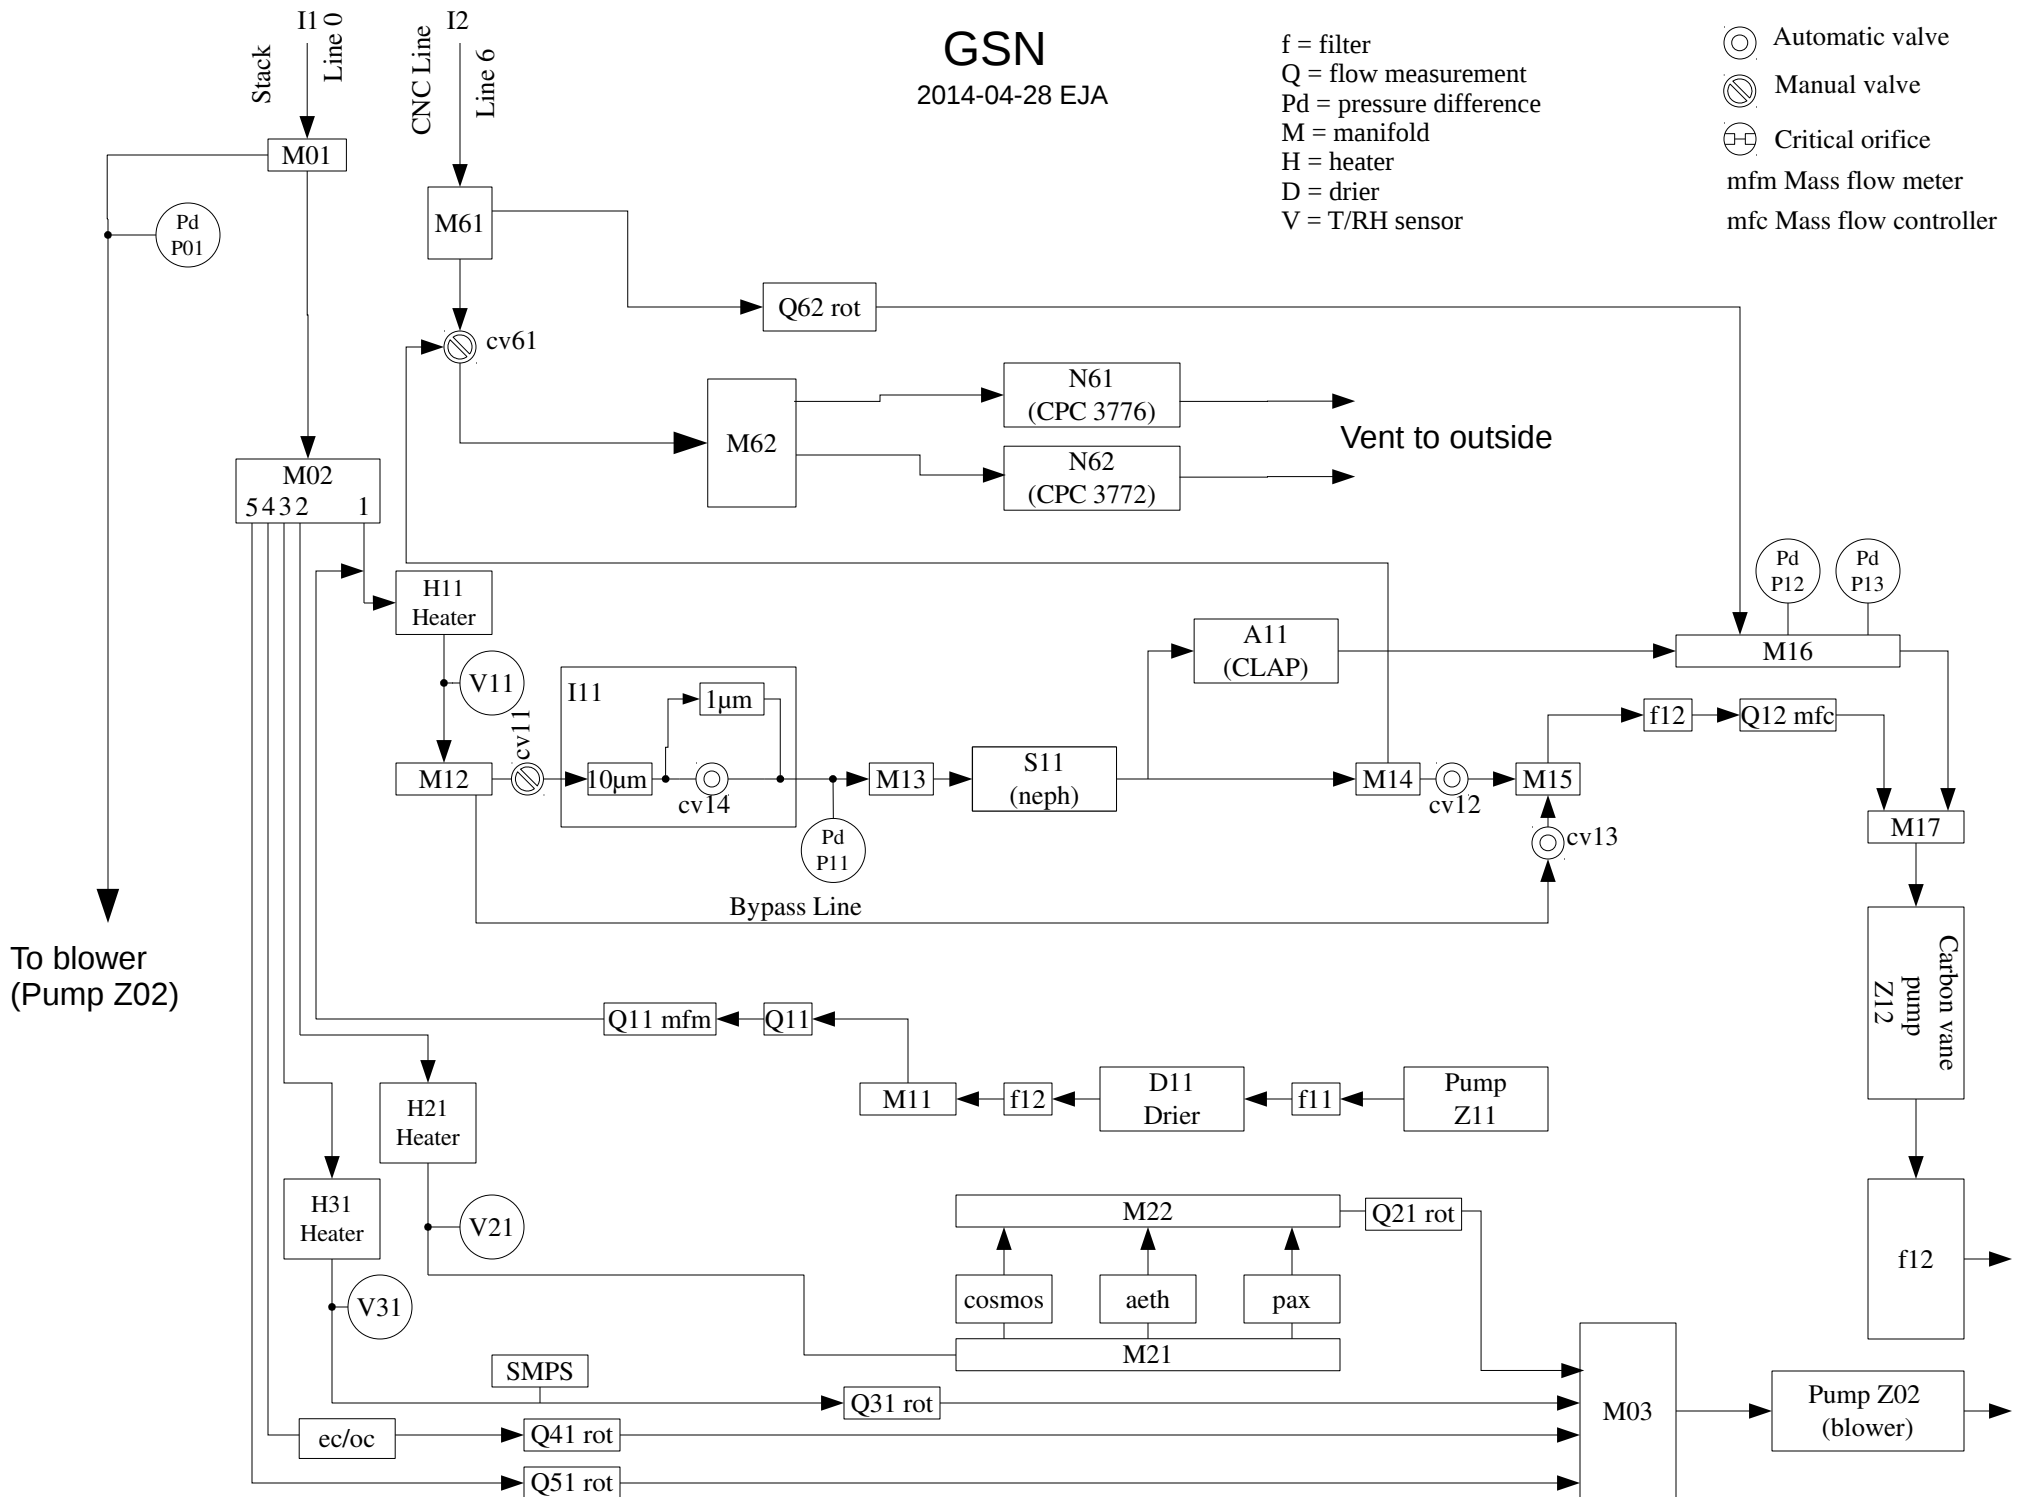 I1
Line 0
Stack
I2
CNC Line
Line 6
GSN
2014-04-28 EJA
f = filter
Q = flow measurement
Pd = pressure difference
M = manifold
H = heater
D = drier
V = T/RH sensor
Automatic valve
Manual valve
Critical orifice
mfm Mass flow meter
mfc Mass flow controller
M01
Pd
P01
M61
Q62 rot
cv61
M62
N61
(CPC 3776)
N62
(CPC 3772)
Vent to outside
M02
5 4 3 2 1
H11
Heater
V11
cv11
M12
I11
1μm
10μm
cv14
Pd
P11
M13
S11
(neph)
A11
(CLAP)
M14
cv12
M15
cv13
Pd
P12
Pd
P13
M16
f12
Q12 mfc
M17
Bypass Line
Carbon vane
pump
Z12
To blower
(Pump Z02)
Q11 mfm
Q11
M11
f12
D11
Drier
f11
Pump
Z11
H21
Heater
V21
H31
Heater
V31
M22
Q21 rot
cosmos
aeth
pax
M21
f12
SMPS
Q31 rot
ec/oc
Q41 rot
Q51 rot
M03
Pump Z02
(blower)